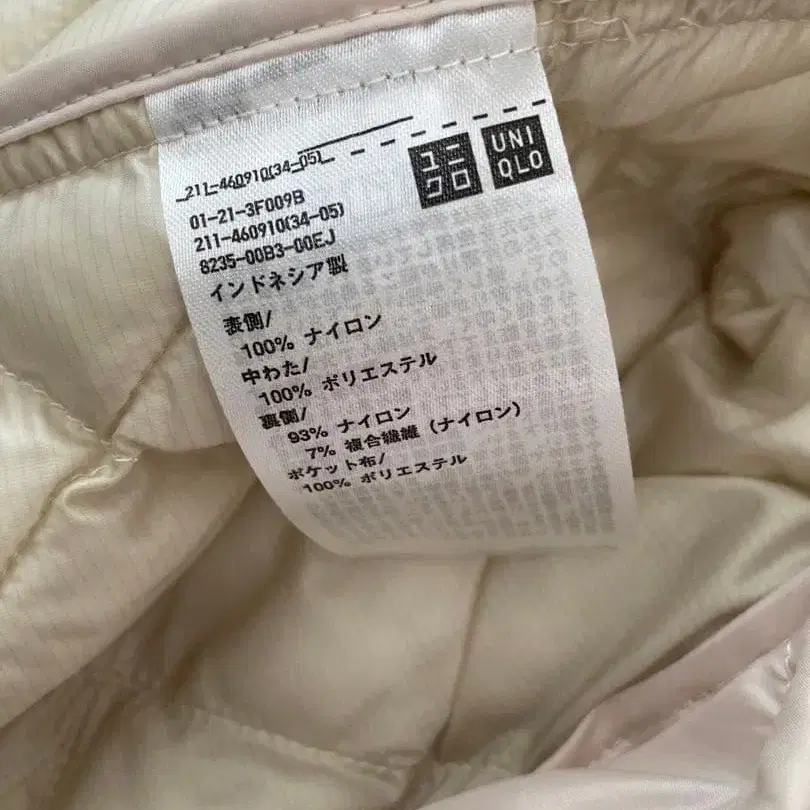 ユニ
クロ
UNI
QLO
211-460910(34-05)
01-21-3F009B
211-460910(34-05)
8235-00B3-00EJ
インドネシア製
表側/
100% ナイロン
中わた/
100% ポリエステル
裏側/
93% ナイロン
7% 複合繊維 (ナイロン)
ポケット布/
100% ポリエステル